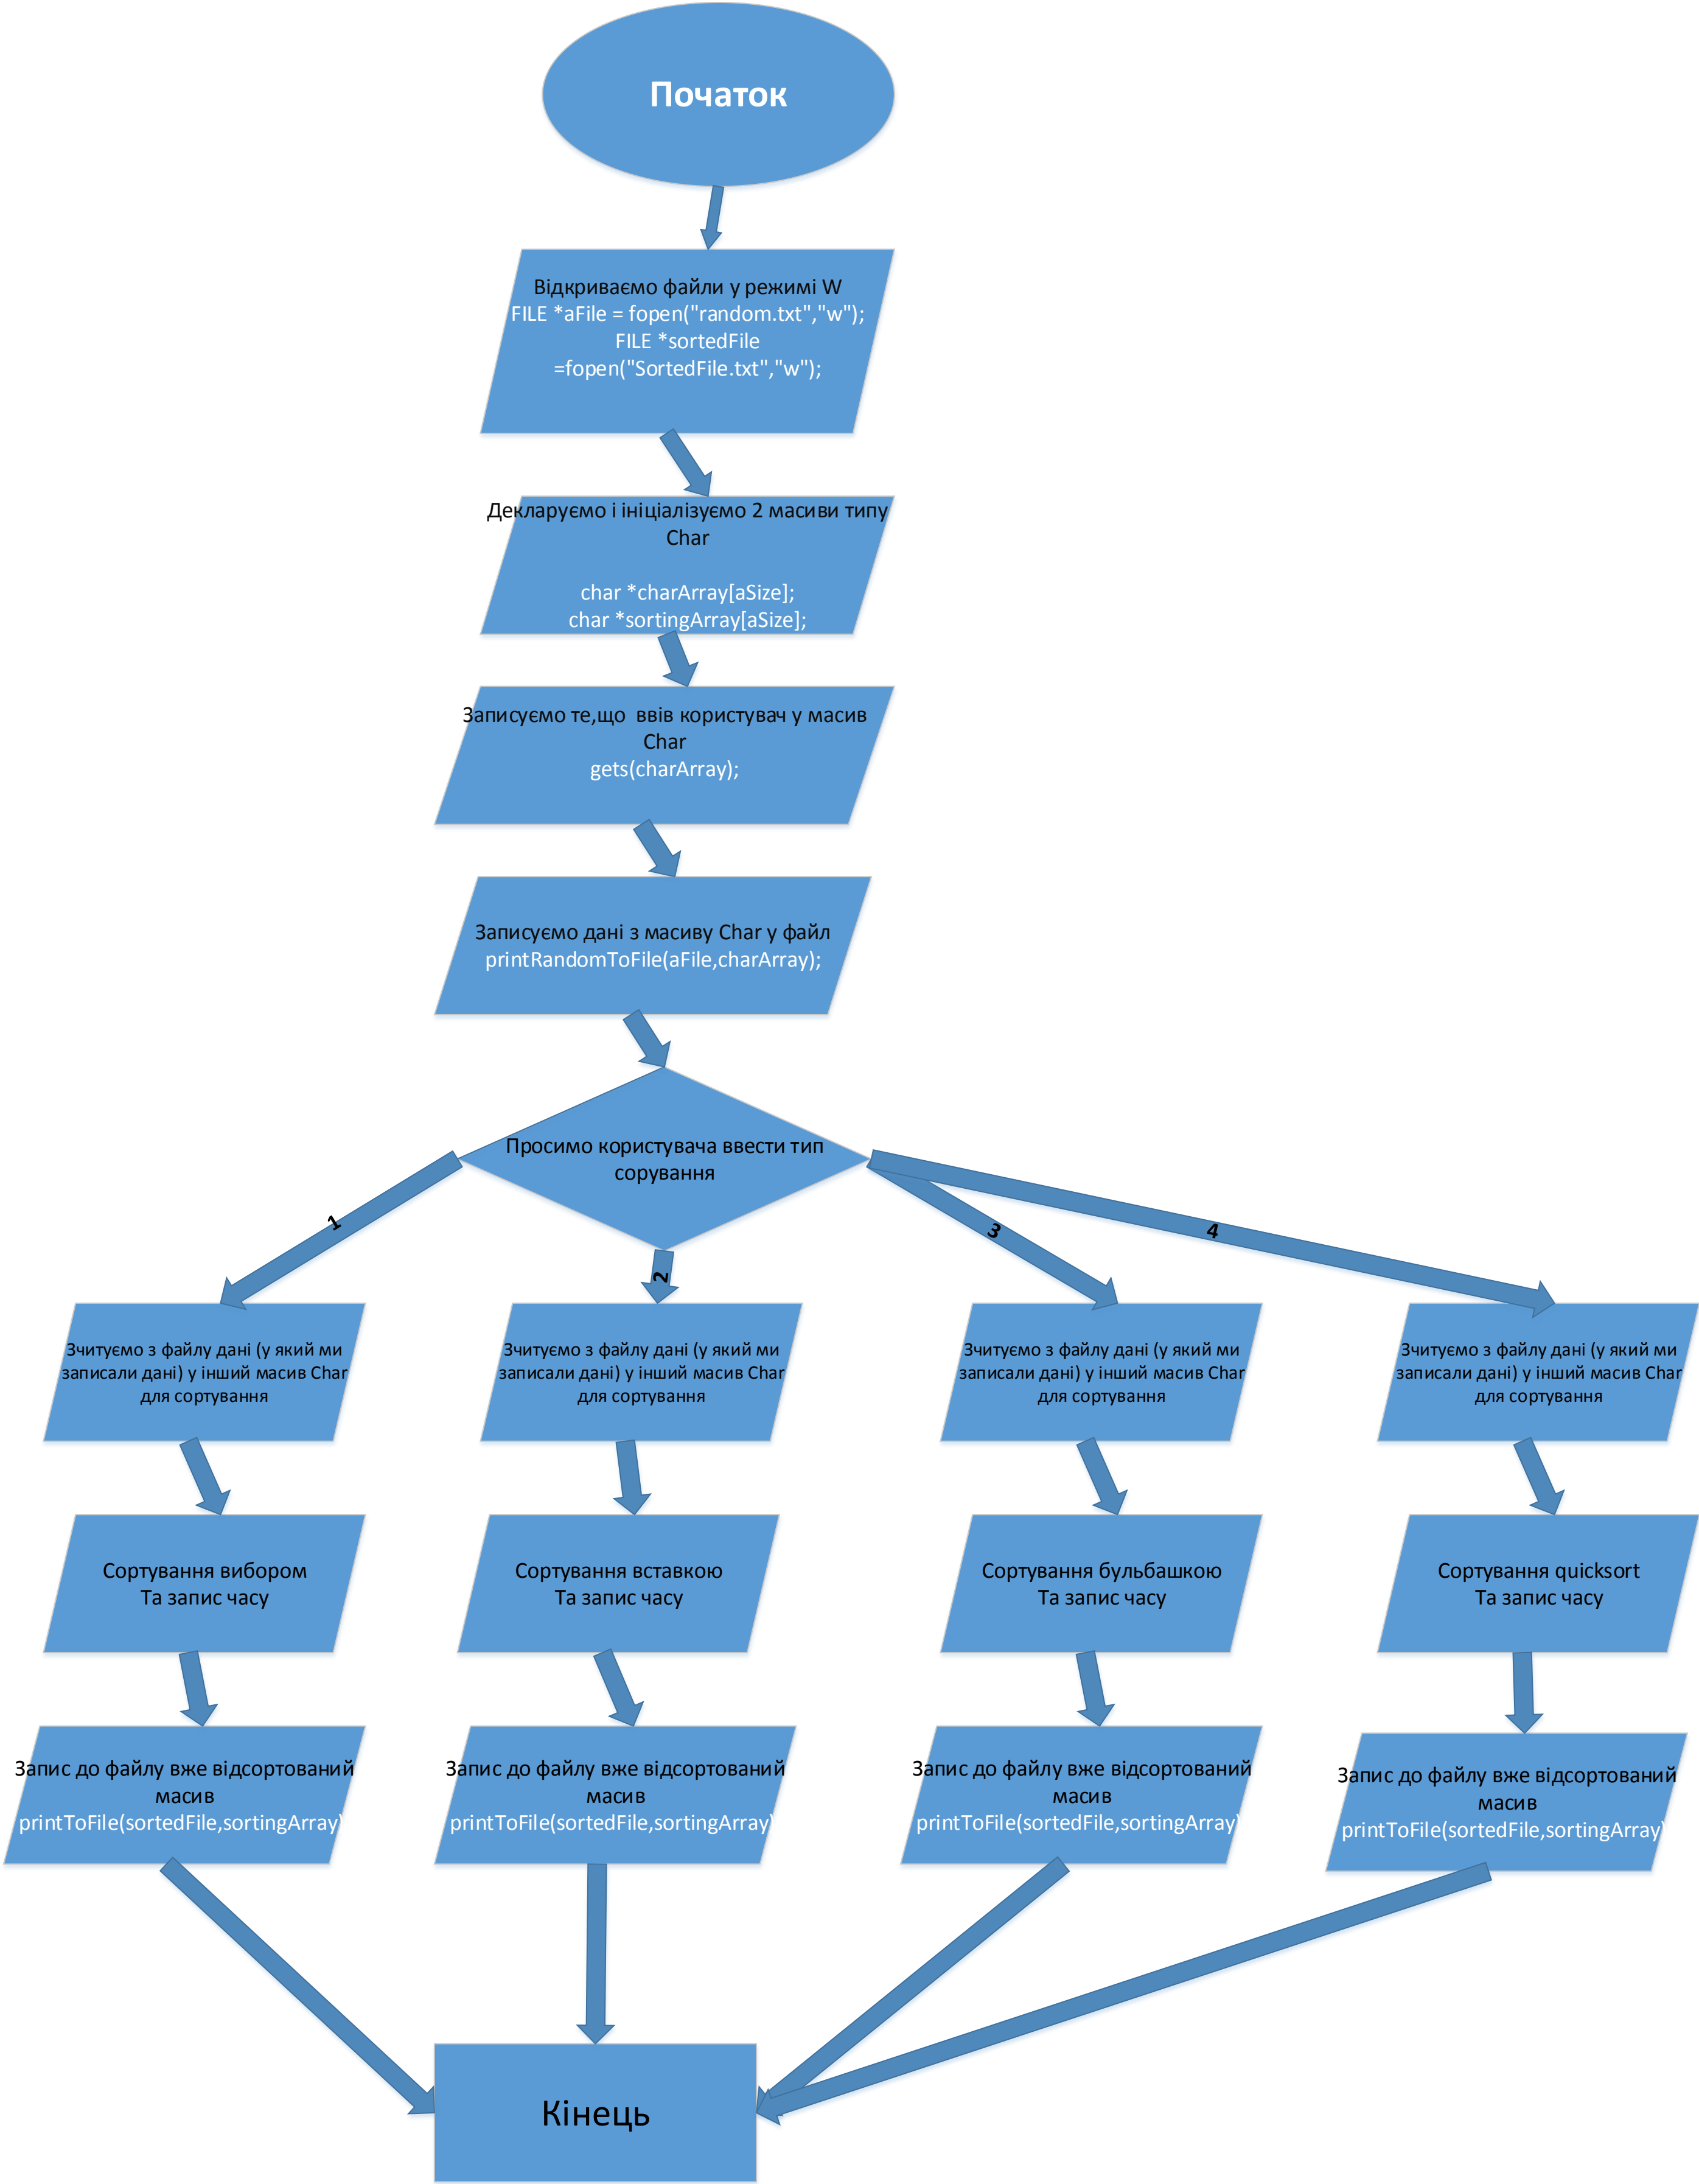 Початок
Відкриваємо файли у режимі W
FILE *aFile = fopen("random.txt","w");
FILE *sortedFile
=fopen("SortedFile.txt","w");
Декларуємо і ініціалізуємо 2 масиви типу
Char
char *charArray[aSize];
char *sortingArray[aSize];
Записуємо те,що ввів користувач у масив
Char
gets(charArray);
Записуємо дані з масиву Char у файл
printRandomToFile(aFile,charArray);
Просимо користувача ввести тип
сорування
1
2
3
4
Зчитуємо з файлу дані (у який ми
записали дані) у інший масив Char
для сортування
Зчитуємо з файлу дані (у який ми
записали дані) у інший масив Char
для сортування
Зчитуємо з файлу дані (у який ми
записали дані) у інший масив Char
для сортування
Зчитуємо з файлу дані (у який ми
записали дані) у інший масив Char
для сортування
Сортування вибором
Та запис часу
Сортування вставкою
Та запис часу
Сортування бульбашкою
Та запис часу
Сортування quicksort
Та запис часу
Запис до файлу вже відсортований
масив
printToFile(sortedFile,sortingArray)
Запис до файлу вже відсортований
масив
printToFile(sortedFile,sortingArray)
Запис до файлу вже відсортований
масив
printToFile(sortedFile,sortingArray)
Запис до файлу вже відсортований
масив
printToFile(sortedFile,sortingArray)
Кінець